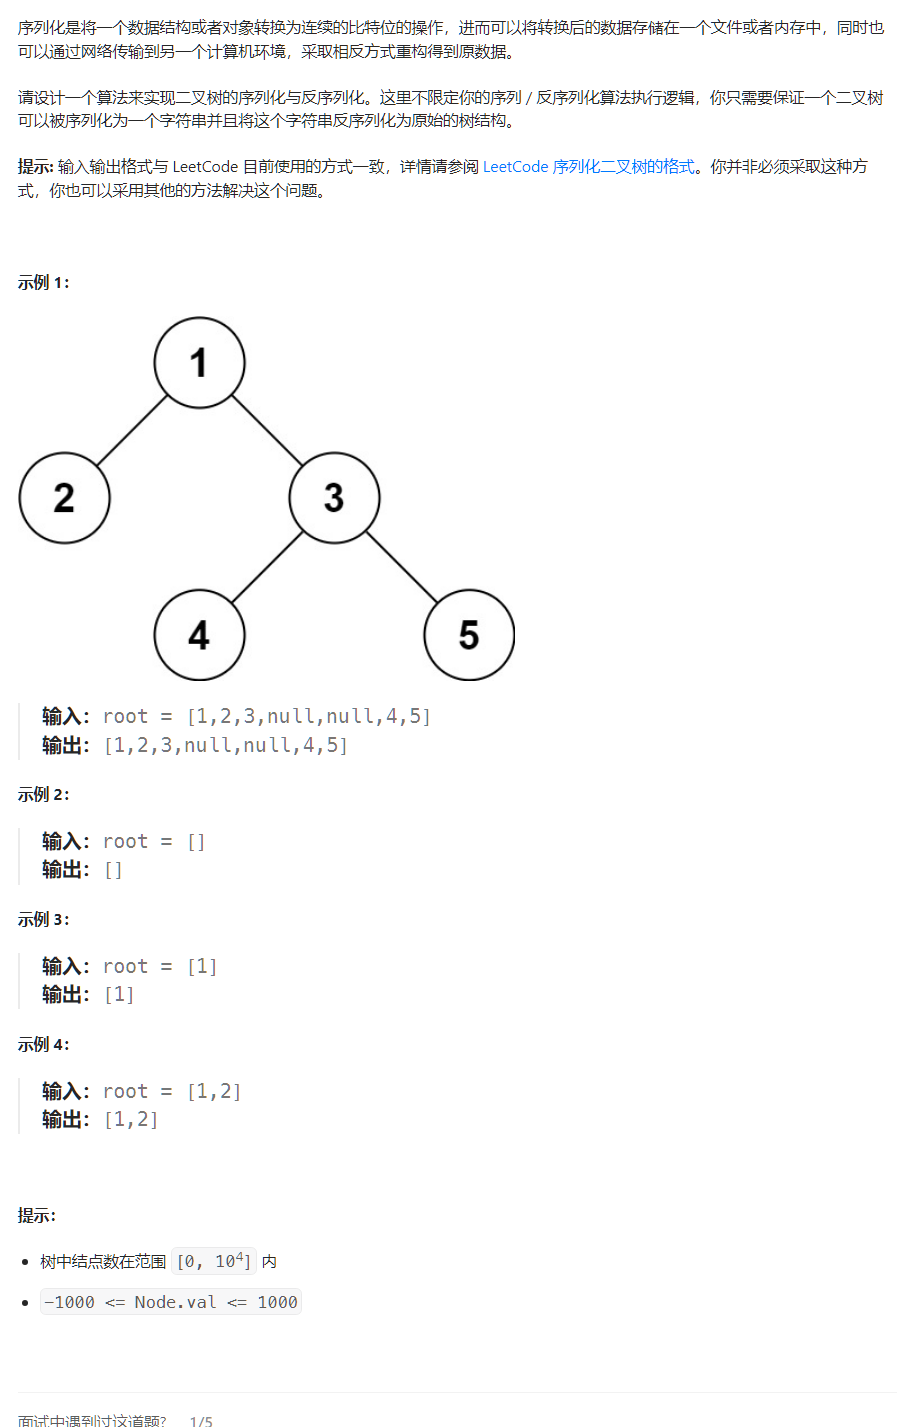 序列化是将一个数据结构或者对象转换为连续的比特位的操作，进而可以将转换后的数据存储在一个文件或者内存中，同时也
可以通过网络传输到另一个计算机环境，采取相反方式重构得到原数据。
请设计一个算法来实现二叉树的序列化与反序列化。这里不限定你的序列 / 反序列化算法执行逻辑，你只需要保证一个二叉树
可以被序列化为一个字符串并且将这个字符串反序列化为原始的树结构。
提示: 输入输出格式与 LeetCode 目前使用的方式一致，详情请参阅 LeetCode 序列化二叉树的格式。你并非必须采取这种方
式，你也可以采用其他的方法解决这个问题。
示例 1：
1
2
3
4
5
输入：root = [1,2,3,null,null,4,5]
输出：[1,2,3,null,null,4,5]
示例 2：
输入：root = []
输出：[]
示例 3：
输入：root = [1]
输出：[1]
示例 4：
输入：root = [1,2]
输出：[1,2]
提示：
树中结点数在范围 [0, 10⁴] 内
-1000 <= Node.val <= 1000
面试中遇到过这道题? 1/5